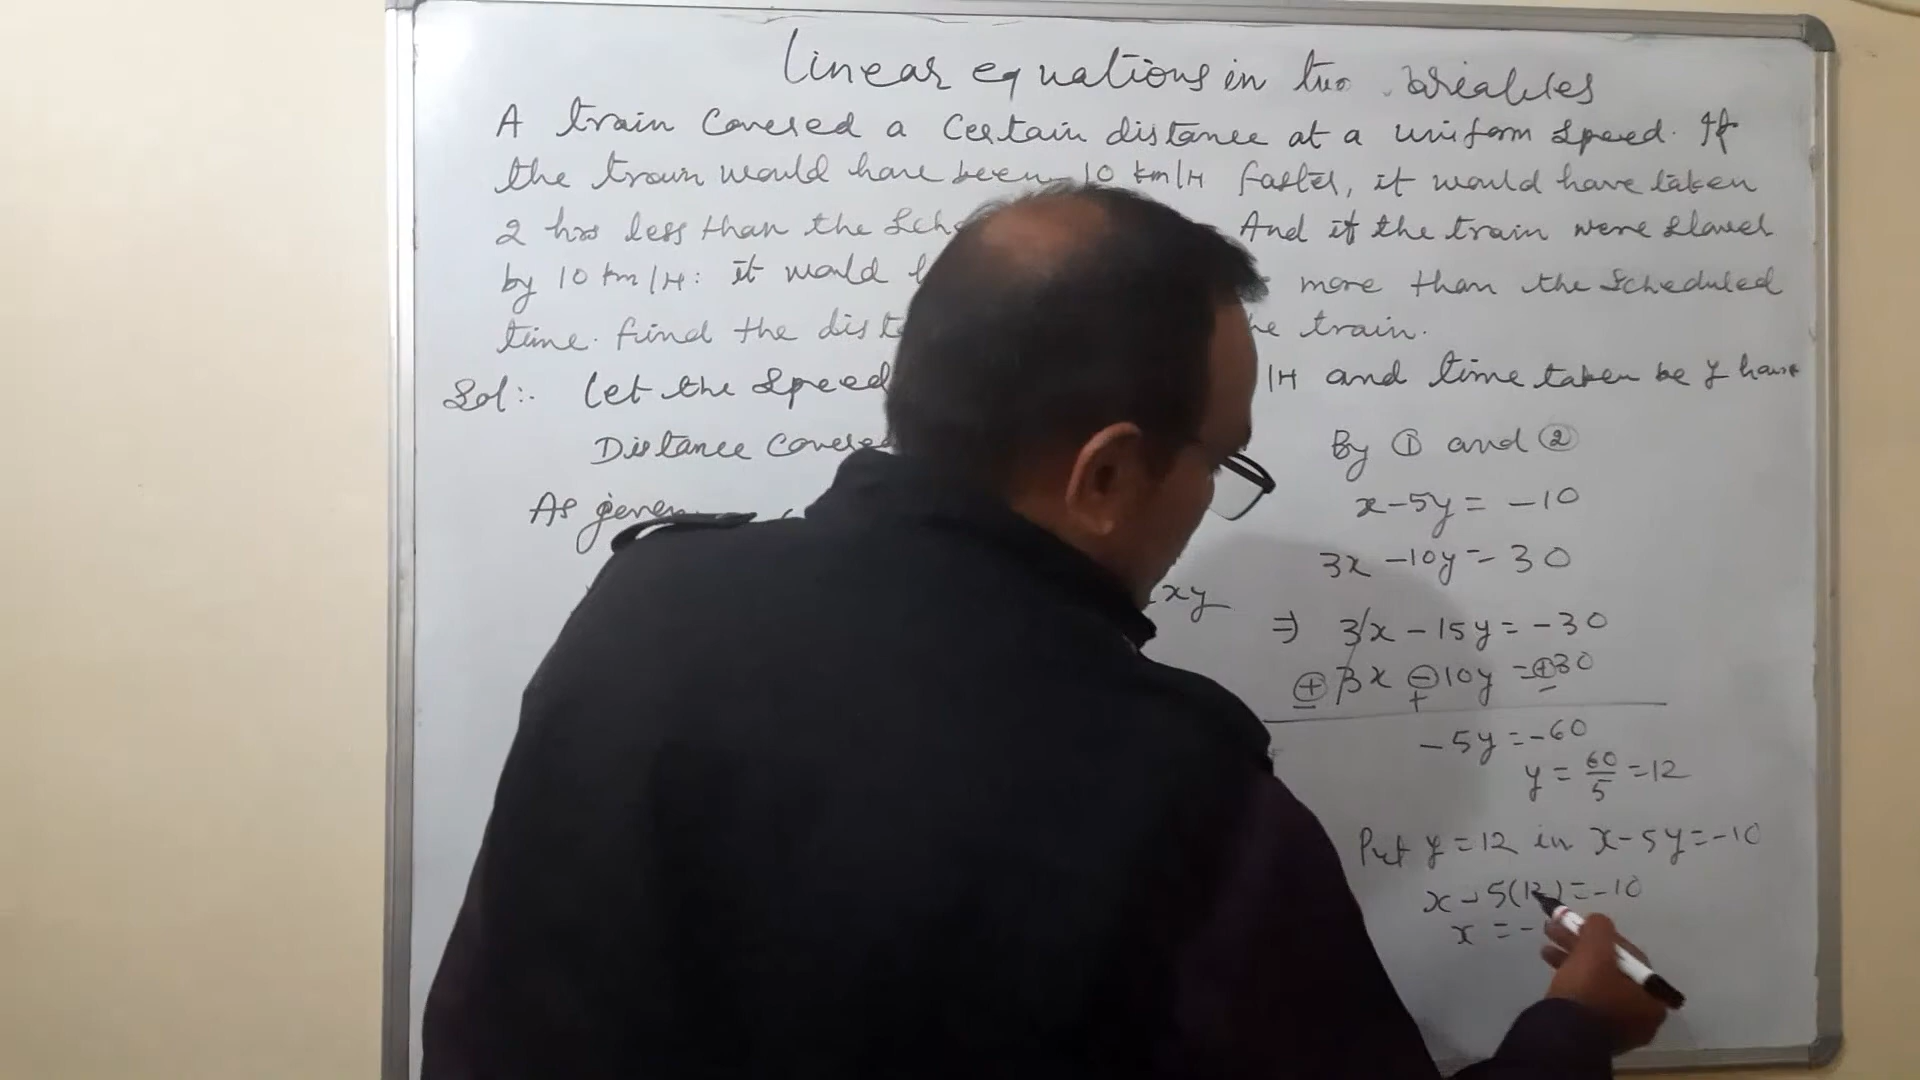 Linear equations in two variables
A train Covered a Certain distance at a uniform speed. If
the train would have been 10 km/H faster, it would have taken
2 hrs less than the Sch And if the train were slower
by 10 km/H: it would more than the Scheduled
time. find the dist train.
Sol:. Let the Speed /H and time taken be y
Distance Covered
As given
xy
By ① and ②
x-5y = -10
3x -10y = 30
⇒ 3x - 15y = -30
⊕ 3x ⊖ 10y = ⊕30
- + -
-5y = -60
y = 60/5 = 12
Put y = 12 in x-5y = -10
x - 5(12) = -10
x = -